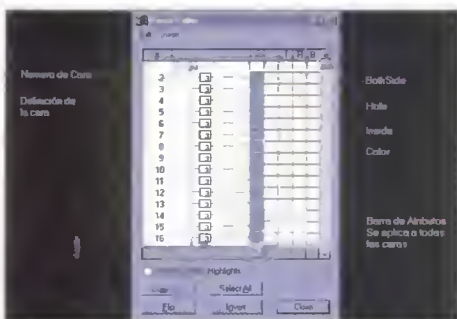 Numero de Cara
Definición de
la cara
2
3
4
5
6
7
8
9
10
11
12
13
14
15
16
BothSide
Hole
Inside
Color
Barra de Atributos
Se aplica a todas
las caras
Highlights
Select All
Flip
Invert
Close